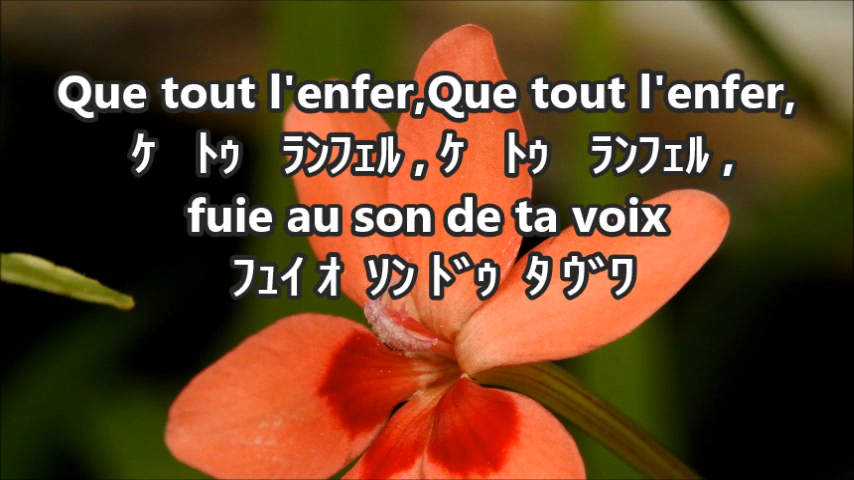 Que tout l'enfer,Que tout l'enfer,
ｹ ﾄｩ ﾗﾝﾌｪﾙ , ｹ ﾄｩ ﾗﾝﾌｪﾙ ,
fuie au son de ta voix
ﾌｭｲ ｵ ｿﾝ ﾄﾞｩ ﾀ ｳﾞﾜ